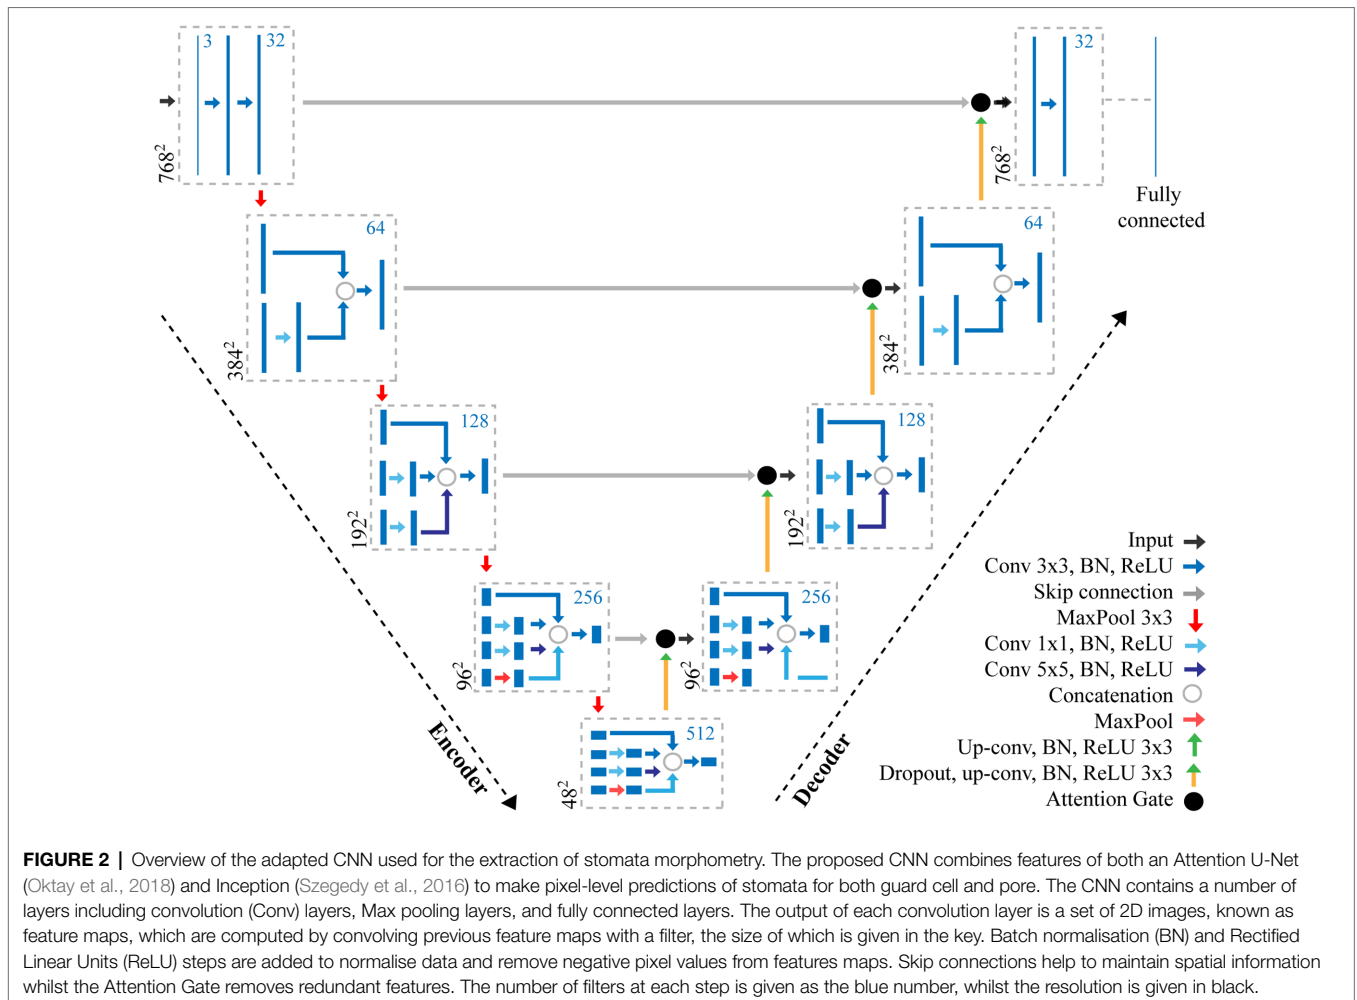 3
32
768²
32
768²
Fully
connected
64
384²
64
384²
128
192²
128
192²
256
96²
256
96²
512
48²
Encoder
Decoder
Input
Conv 3x3, BN, ReLU
Skip connection
MaxPool 3x3
Conv 1x1, BN, ReLU
Conv 5x5, BN, ReLU
Concatenation
MaxPool
Up-conv, BN, ReLU 3x3
Dropout, up-conv, BN, ReLU 3x3
Attention Gate
FIGURE 2 | Overview of the adapted CNN used for the extraction of stomata morphometry. The proposed CNN combines features of both an Attention U-Net
(Oktay et al., 2018) and Inception (Szegedy et al., 2016) to make pixel-level predictions of stomata for both guard cell and pore. The CNN contains a number of
layers including convolution (Conv) layers, Max pooling layers, and fully connected layers. The output of each convolution layer is a set of 2D images, known as
feature maps, which are computed by convolving previous feature maps with a filter, the size of which is given in the key. Batch normalisation (BN) and Rectified
Linear Units (ReLU) steps are added to normalise data and remove negative pixel values from features maps. Skip connections help to maintain spatial information
whilst the Attention Gate removes redundant features. The number of filters at each step is given as the blue number, whilst the resolution is given in black.